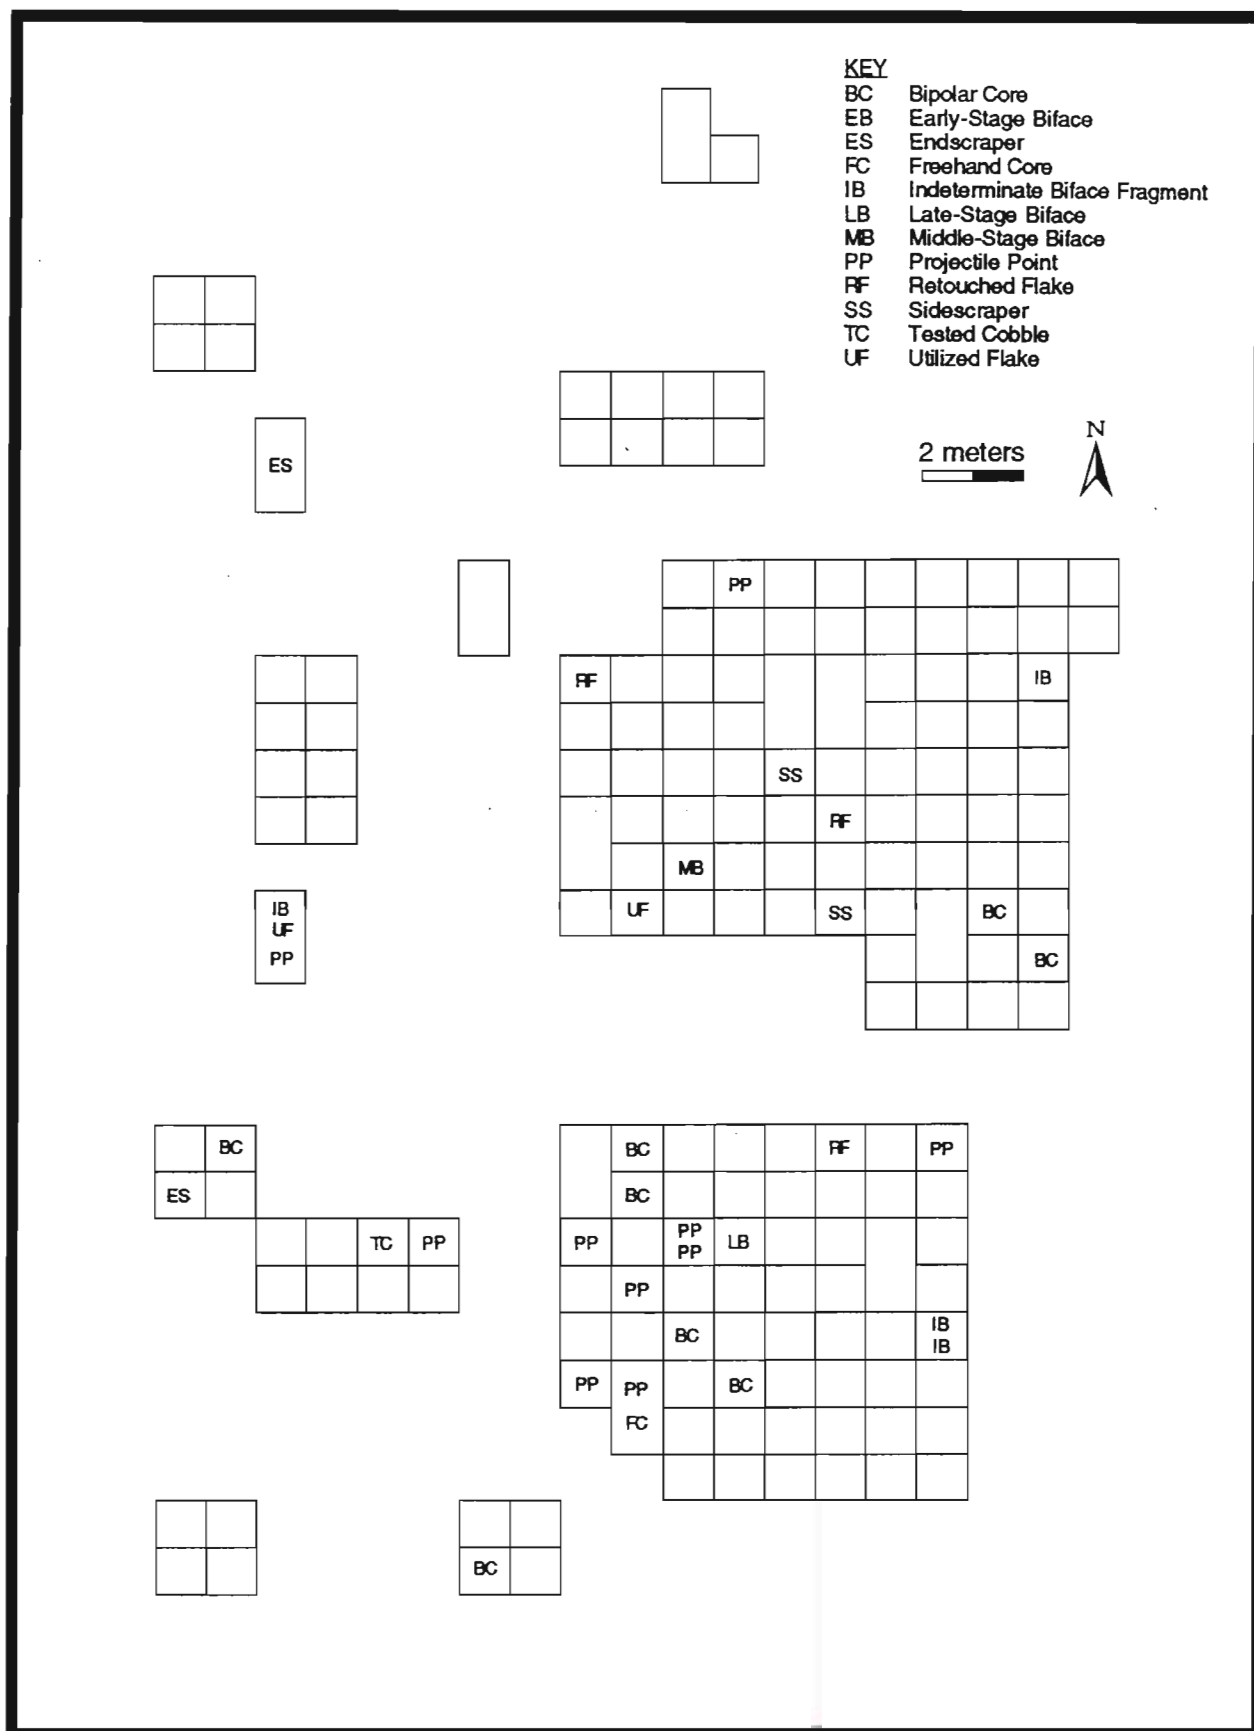 KEY
BC Bipolar Core
EB Early-Stage Biface
ES Endscraper
FC Freehand Core
IB Indeterminate Biface Fragment
LB Late-Stage Biface
MB Middle-Stage Biface
PP Projectile Point
RF Retouched Flake
SS Sidescraper
TC Tested Cobble
UF Utilized Flake
N
2 meters
ES
PP
RF IB
SS
RF
MB
IB
UF
PP
UF SS BC
BC
BC BC RF PP
ES BC
TC PP PP PP LB
PP
PP
BC IB
IB
PP PP BC
FC
BC